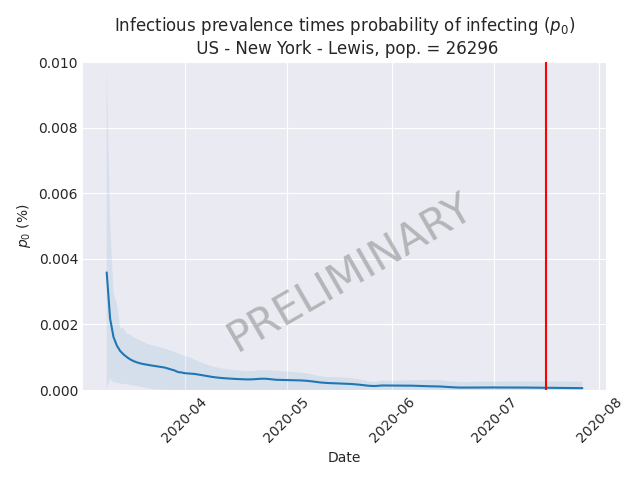 Infectious prevalence times probability of infecting (p₀)
US - New York - Lewis, pop. = 26296
0.010
0.008
0.006
0.004
0.002
0.000
p₀ (%)
PRELIMINARY
2020-04
2020-05
2020-06
2020-07
2020-08
Date